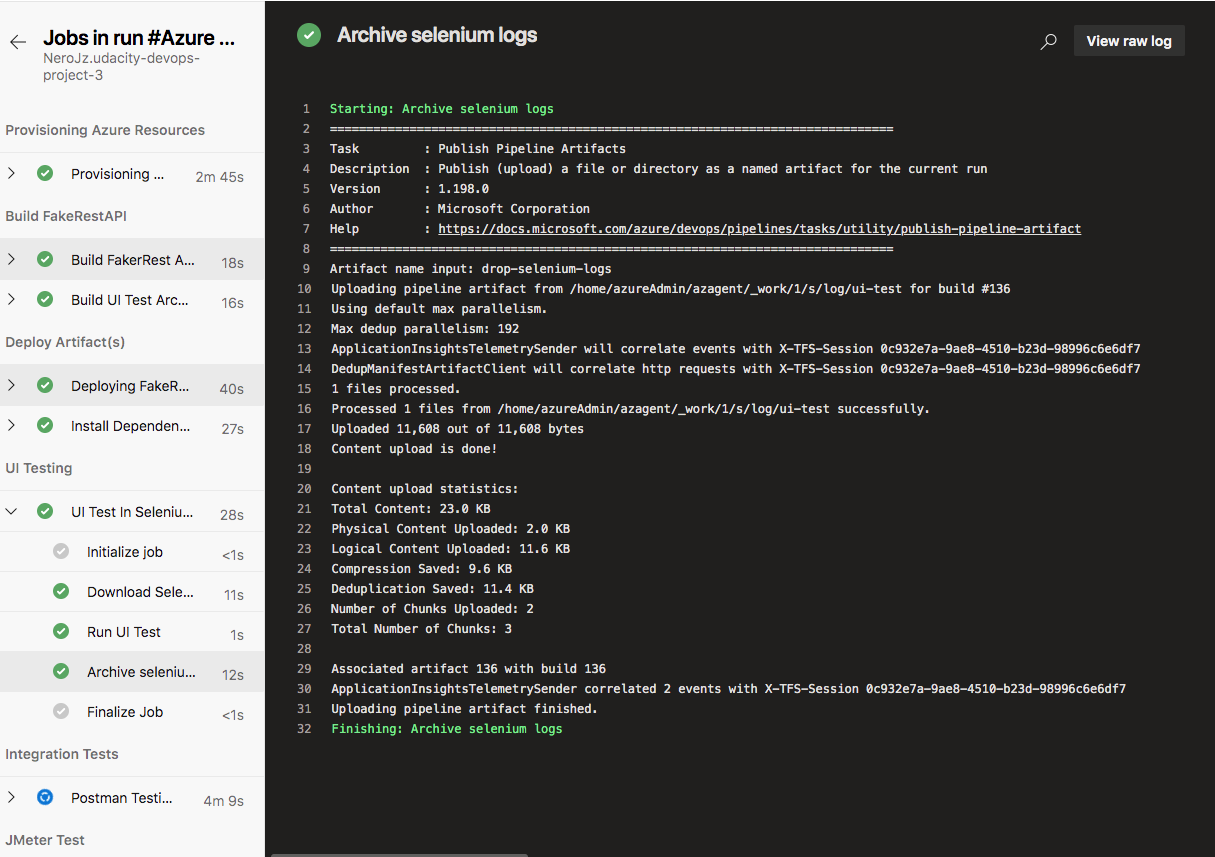 Jobs in run #Azure ...
NeroJz.udacity-devops-
project-3
Provisioning Azure Resources
Provisioning ... 2m 45s
Build FakeRestAPI
Build FakerRest A... 18s
Build UI Test Arc... 16s
Deploy Artifact(s)
Deploying FakeR... 40s
Install Dependen... 27s
UI Testing
UI Test In Seleniu... 28s
Initialize job <1s
Download Sele... 11s
Run UI Test 1s
Archive seleniu... 12s
Finalize Job <1s
Integration Tests
Postman Testi... 4m 9s
JMeter Test
Archive selenium logs
View raw log
1 Starting: Archive selenium logs
2 ==============================================================================
3 Task         : Publish Pipeline Artifacts
4 Description  : Publish (upload) a file or directory as a named artifact for the current run
5 Version      : 1.198.0
6 Author       : Microsoft Corporation
7 Help         : https://docs.microsoft.com/azure/devops/pipelines/tasks/utility/publish-pipeline-artifact
8 ==============================================================================
9 Artifact name input: drop-selenium-logs
10 Uploading pipeline artifact from /home/azureAdmin/azagent/_work/1/s/log/ui-test for build #136
11 Using default max parallelism.
12 Max dedup parallelism: 192
13 ApplicationInsightsTelemetrySender will correlate events with X-TFS-Session 0c932e7a-9ae8-4510-b23d-98996c6e6df7
14 DedupManifestArtifactClient will correlate http requests with X-TFS-Session 0c932e7a-9ae8-4510-b23d-98996c6e6df7
15 1 files processed.
16 Processed 1 files from /home/azureAdmin/azagent/_work/1/s/log/ui-test successfully.
17 Uploaded 11,608 out of 11,608 bytes
18 Content upload is done!
19
20 Content upload statistics:
21 Total Content: 23.0 KB
22 Physical Content Uploaded: 2.0 KB
23 Logical Content Uploaded: 11.6 KB
24 Compression Saved: 9.6 KB
25 Deduplication Saved: 11.4 KB
26 Number of Chunks Uploaded: 2
27 Total Number of Chunks: 3
28
29 Associated artifact 136 with build 136
30 ApplicationInsightsTelemetrySender correlated 2 events with X-TFS-Session 0c932e7a-9ae8-4510-b23d-98996c6e6df7
31 Uploading pipeline artifact finished.
32 Finishing: Archive selenium logs